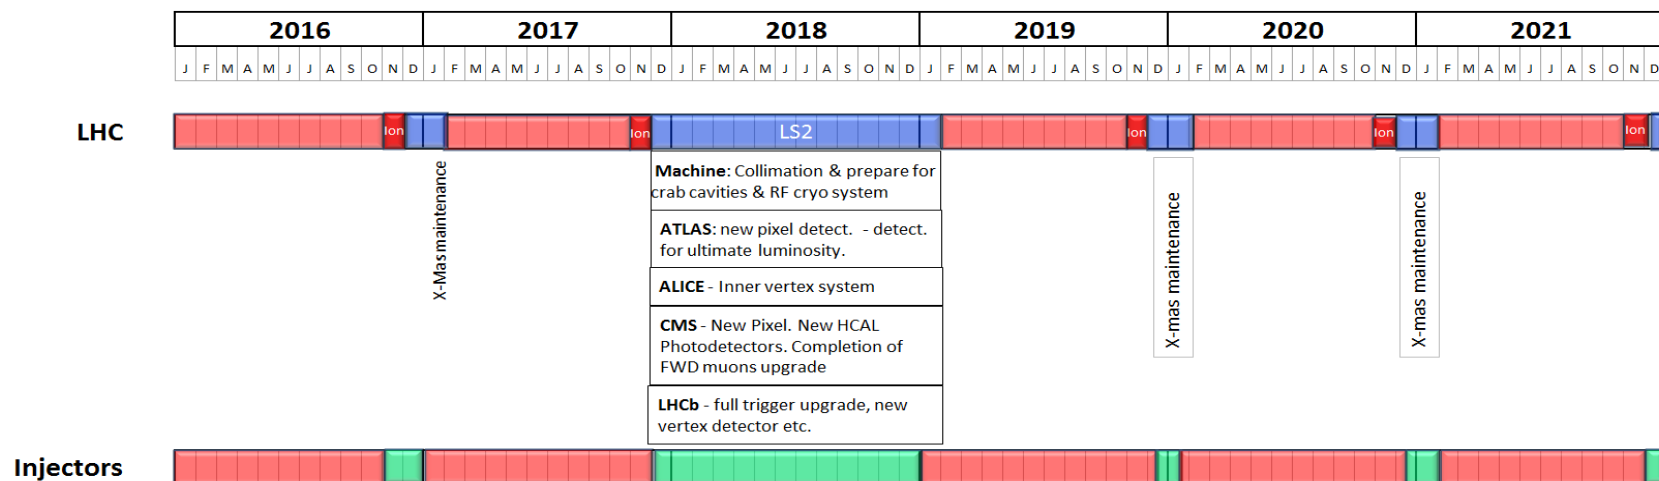 2016 2017 2018 2019 2020 2021
J F M A M J J A S O N D J F M A M J J A S O N D J F M A M J J A S O N D J F M A M J J A S O N D J F M A M J J A S O N D J F M A M J J A S O N D
LHC Ion Ion LS2 Ion Ion Ion
X-Mas maintenance
Machine: Collimation & prepare for
crab cavities & RF cryo system
ATLAS: new pixel detect. - detect.
for ultimate luminosity.
ALICE - Inner vertex system
CMS - New Pixel. New HCAL
Photodetectors. Completion of
FWD muons upgrade
LHCb - full trigger upgrade, new
vertex detector etc.
X-mas maintenance
X-mas maintenance
Injectors